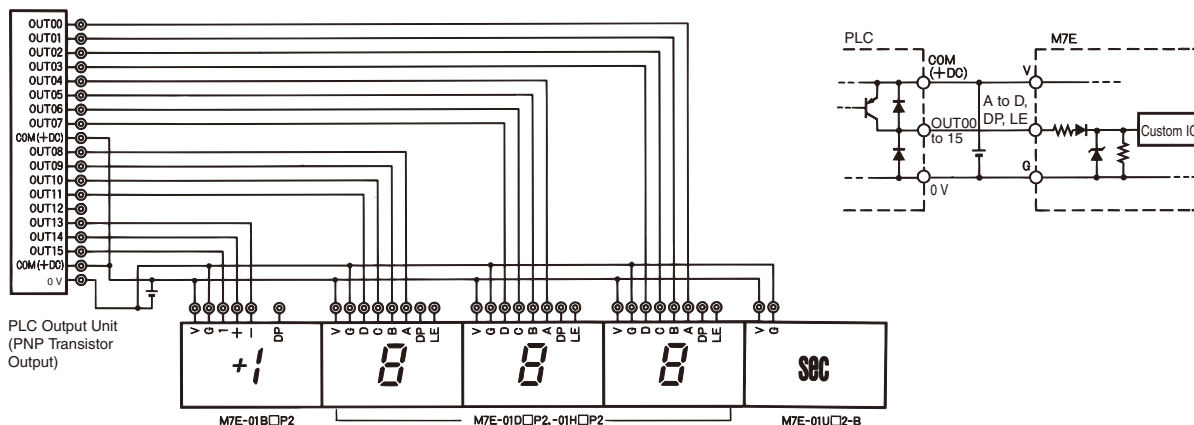 OUT00
OUT01
OUT02
OUT03
OUT04
OUT05
OUT06
OUT07
COM(+DC)
OUT08
OUT09
OUT10
OUT11
OUT12
OUT13
OUT14
OUT15
COM(+DC)
0 V
PLC Output Unit
(PNP Transistor
Output)
V G 1 + − DP
V G D C B A DP LE
V G D C B A DP LE
V G D C B A DP LE
V G
+1 8 8 8 sec
M7E-01B□P2 M7E-01D□P2,-01H□P2 M7E-01U□2-B
PLC M7E
COM
(+DC)
V
A to D,
DP, LE
OUT00
to 15
Custom IC
G
0 V